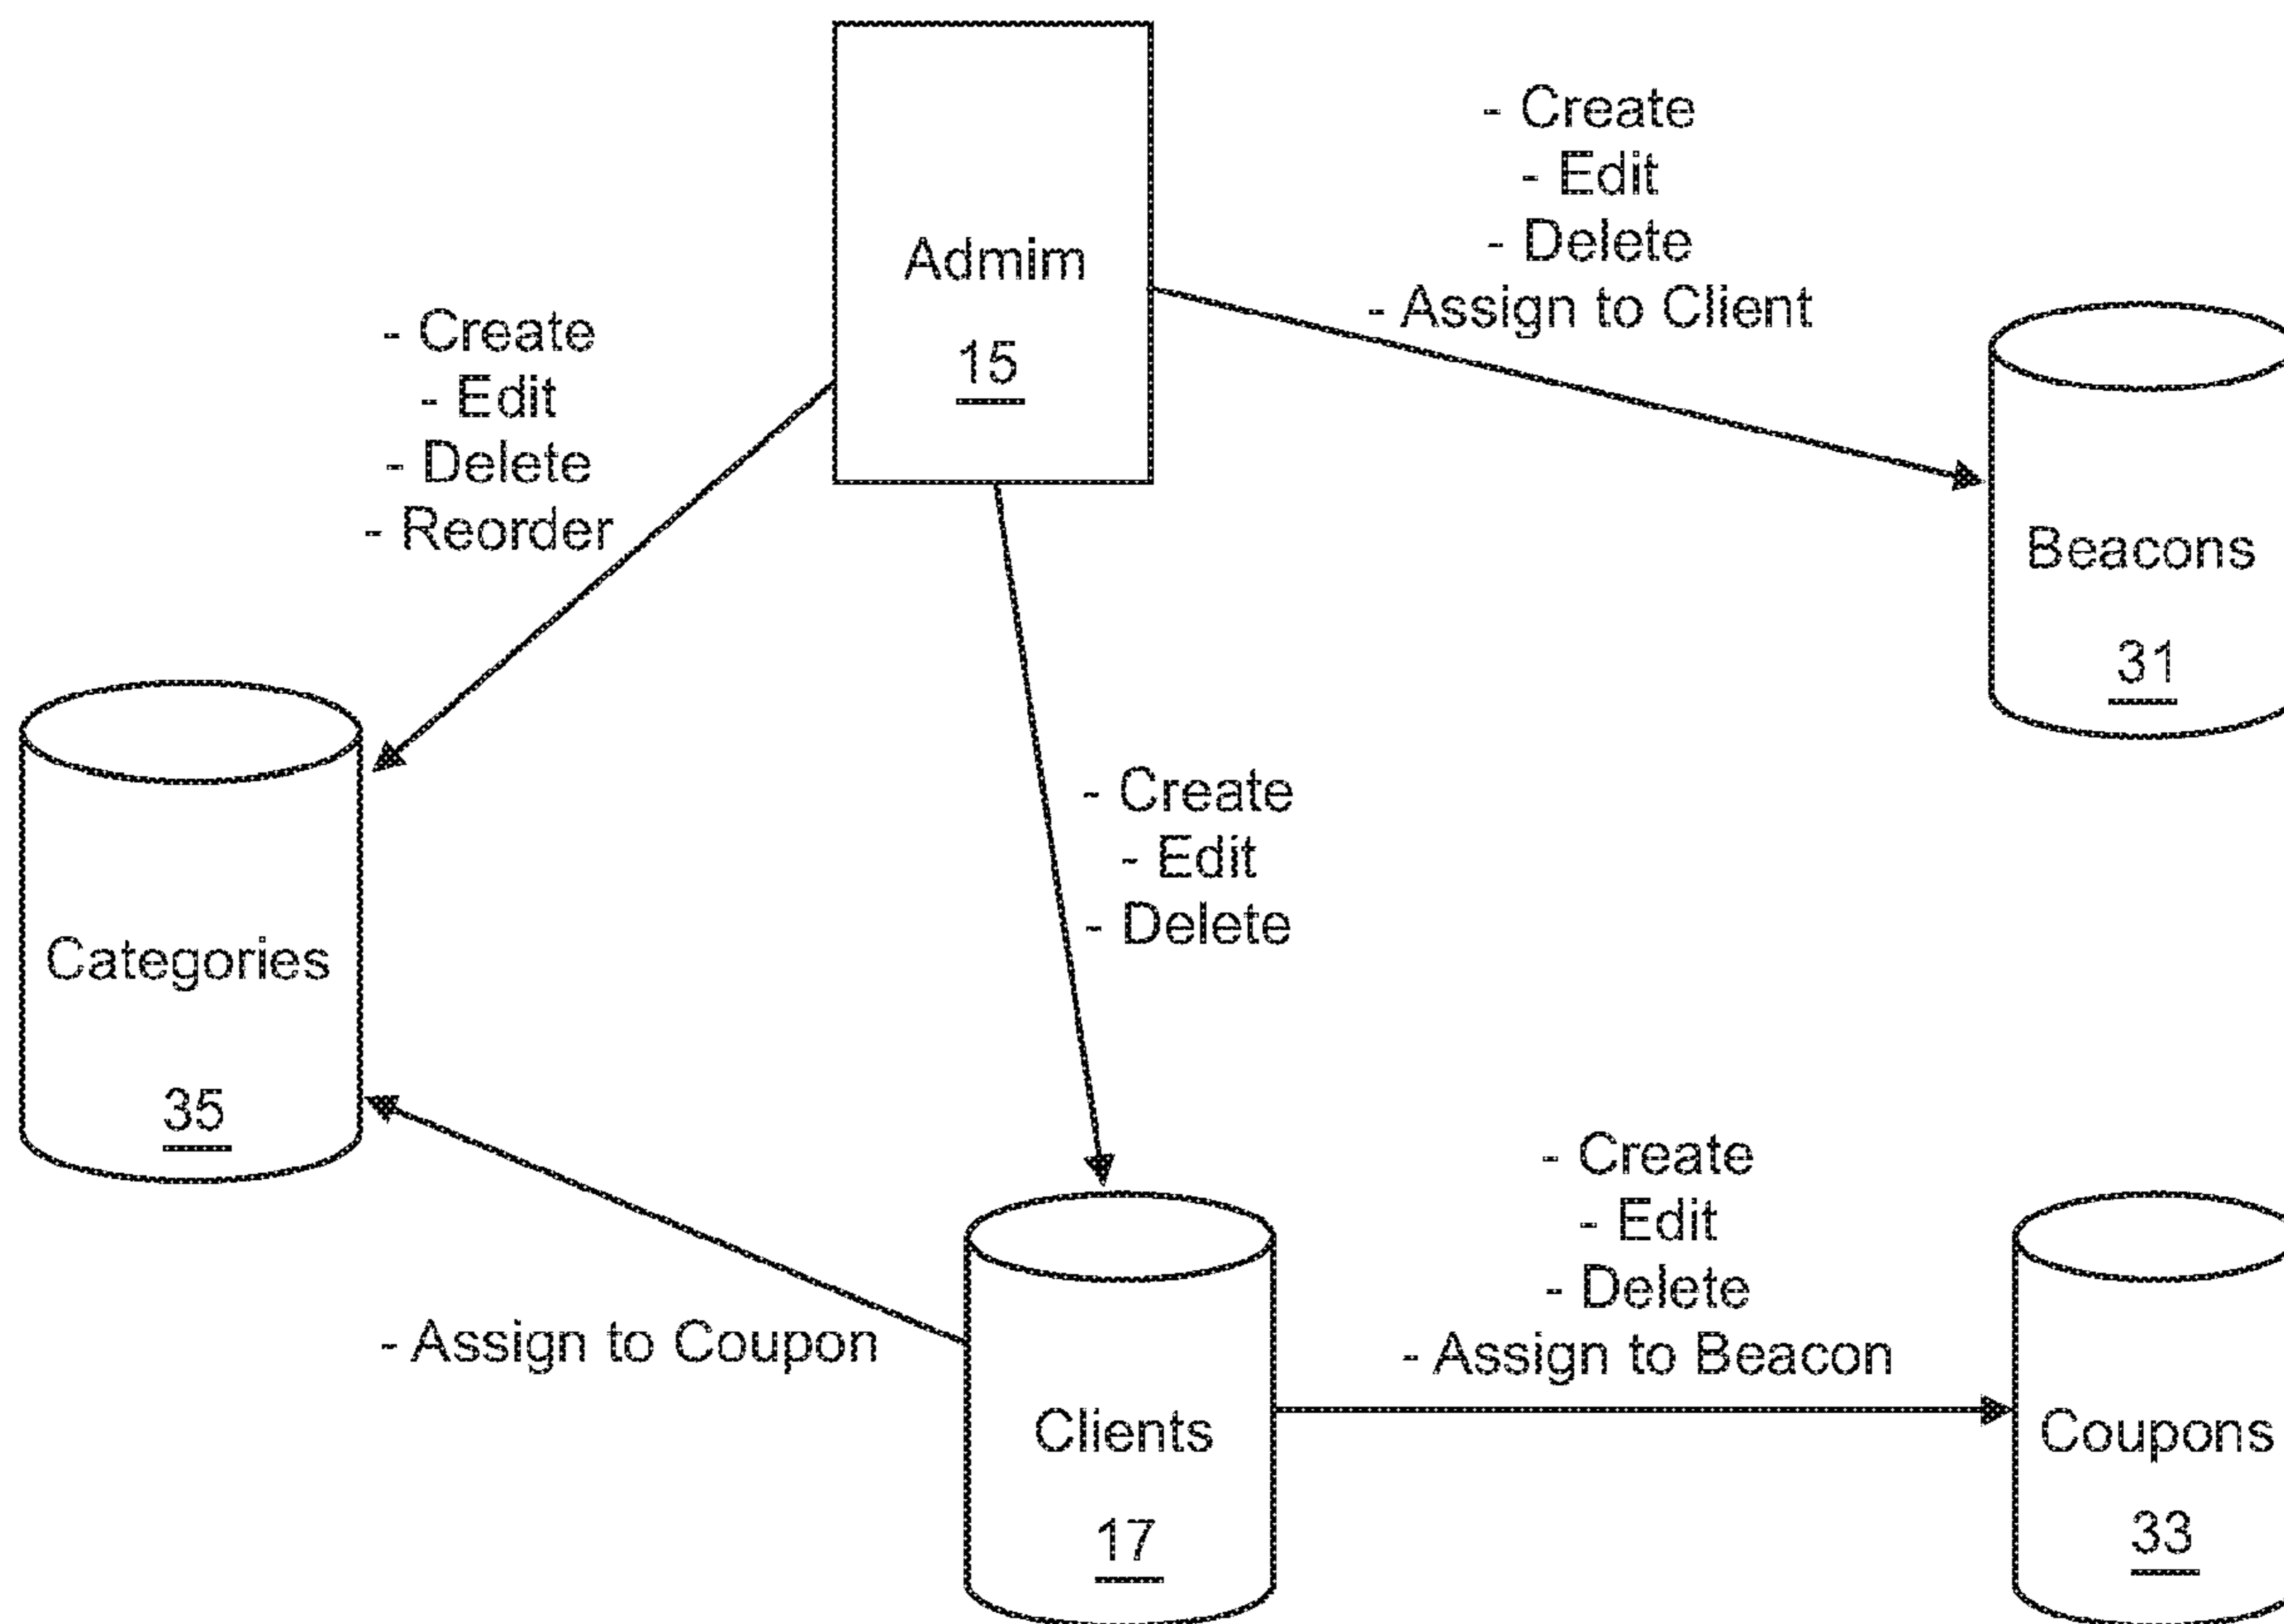 Admim
15
- Create
- Edit
- Delete
- Assign to Client
Beacons
31
- Create
- Edit
- Delete
- Reorder
Categories
35
- Create
- Edit
- Delete
Clients
17
- Assign to Coupon
- Create
- Edit
- Delete
- Assign to Beacon
Coupons
33